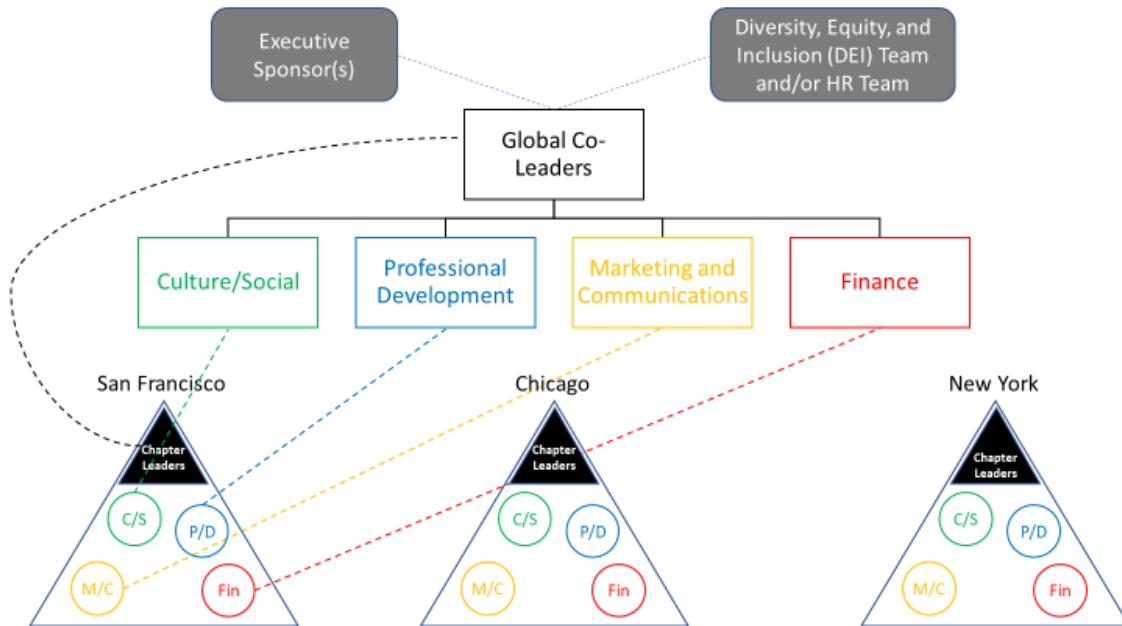 Executive
Sponsor(s)
Diversity, Equity, and
Inclusion (DEI) Team
and/or HR Team
Global Co-
Leaders
Culture/Social
Professional
Development
Marketing and
Communications
Finance
San Francisco
Chapter
Leaders
C/S
P/D
M/C
Fin
Chicago
Chapter
Leaders
C/S
P/D
M/C
Fin
New York
Chapter
Leaders
C/S
P/D
M/C
Fin